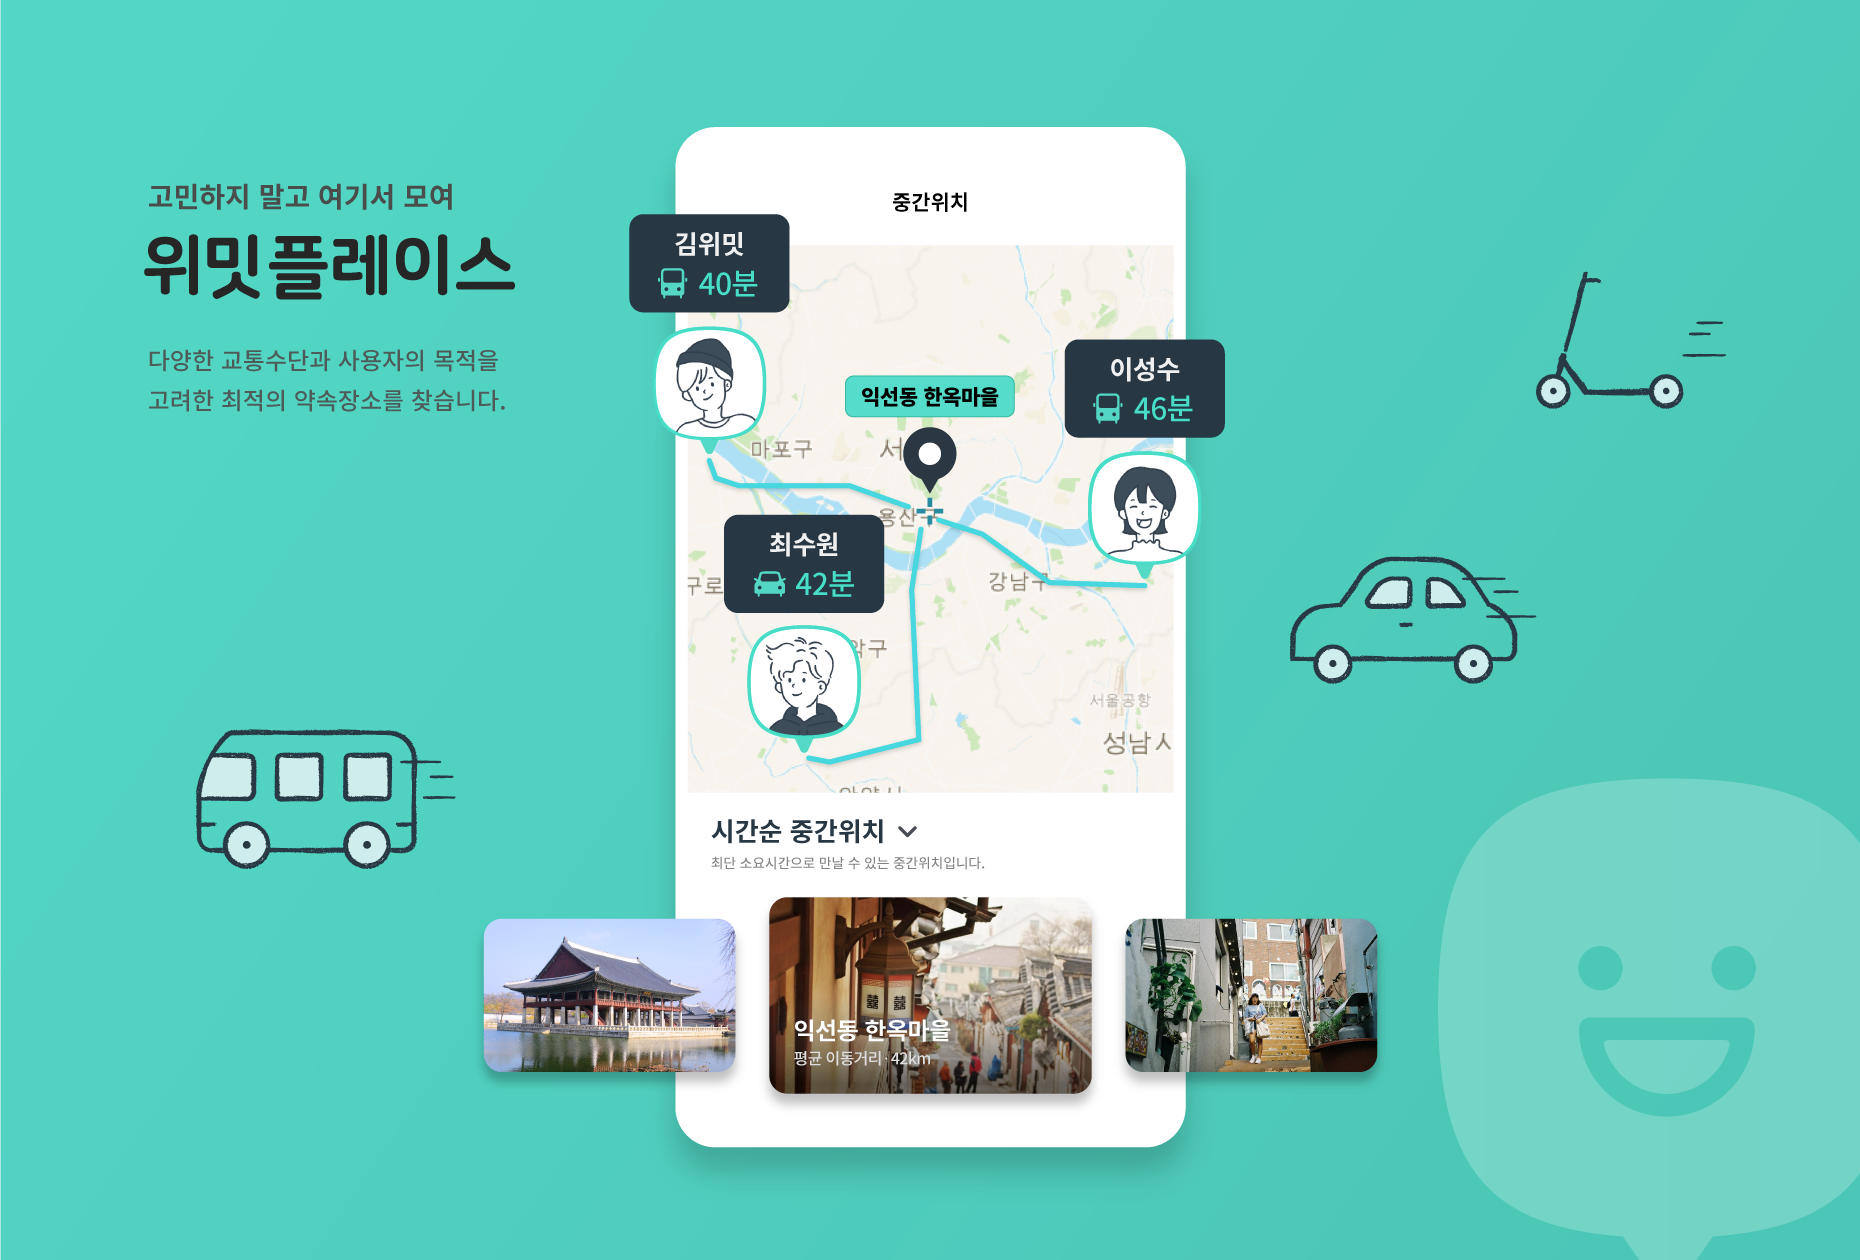 고민하지 말고 여기서 모여
위밋플레이스
다양한 교통수단과 사용자의 목적을
고려한 최적의 약속장소를 찾습니다.
중간위치
김위밋
40분
이성수
46분
익선동 한옥마을
마포구
서
용산구
최수원
42분
구로
강남구
악구
서울공항
성남시
안양시
시간순 중간위치
최단 소요시간으로 만날 수 있는 중간위치입니다.
익선동 한옥마을
평균 이동거리 · 42km
囍 囍